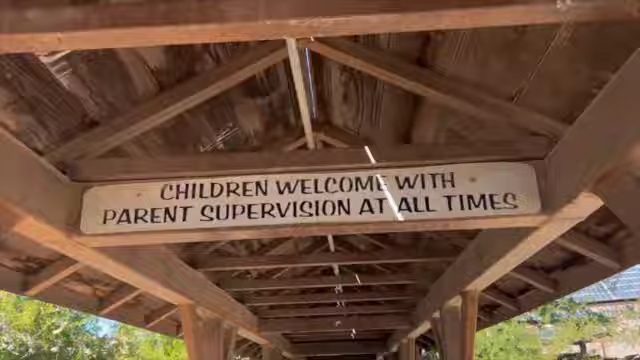 CHILDREN WELCOME WITH
PARENT SUPERVISION AT ALL TIMES